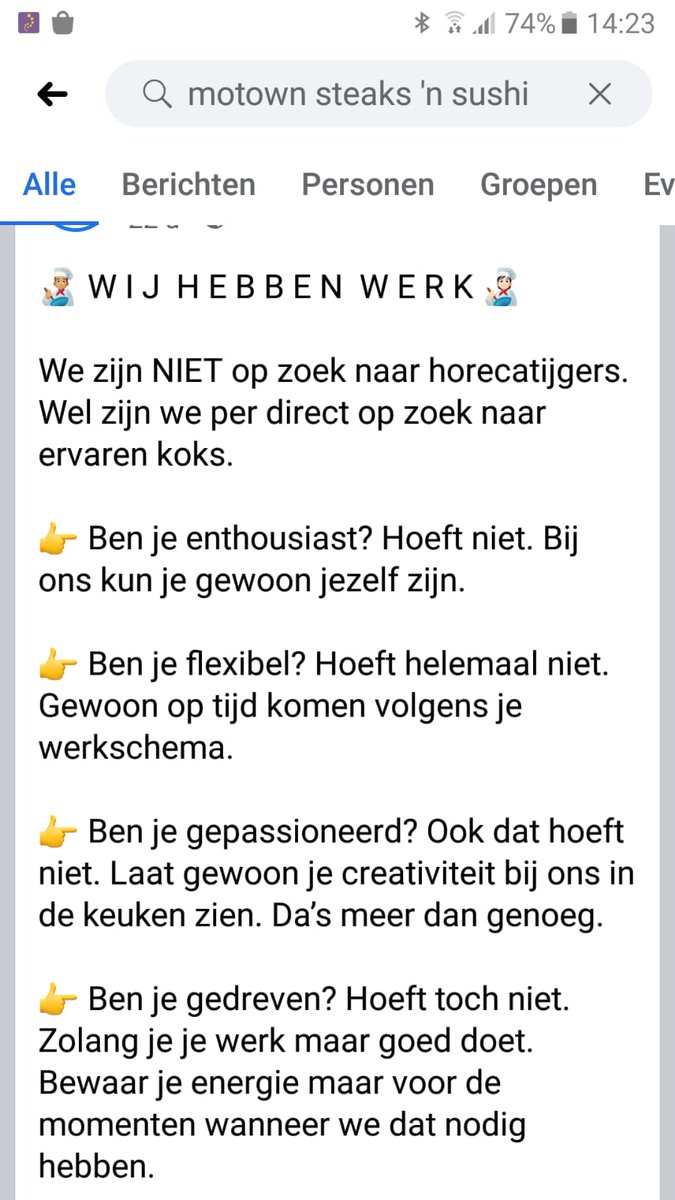 74% 14:23
motown steaks 'n sushi
Alle Berichten Personen Groepen Ev
WIJ HEBBEN WERK
We zijn NIET op zoek naar horecatijgers.
Wel zijn we per direct op zoek naar
ervaren koks.
👉 Ben je enthousiast? Hoeft niet. Bij
ons kun je gewoon jezelf zijn.
👉 Ben je flexibel? Hoeft helemaal niet.
Gewoon op tijd komen volgens je
werkschema.
👉 Ben je gepassioneerd? Ook dat hoeft
niet. Laat gewoon je creativiteit bij ons in
de keuken zien. Da’s meer dan genoeg.
👉 Ben je gedreven? Hoeft toch niet.
Zolang je je werk maar goed doet.
Bewaar je energie maar voor de
momenten wanneer we dat nodig
hebben.